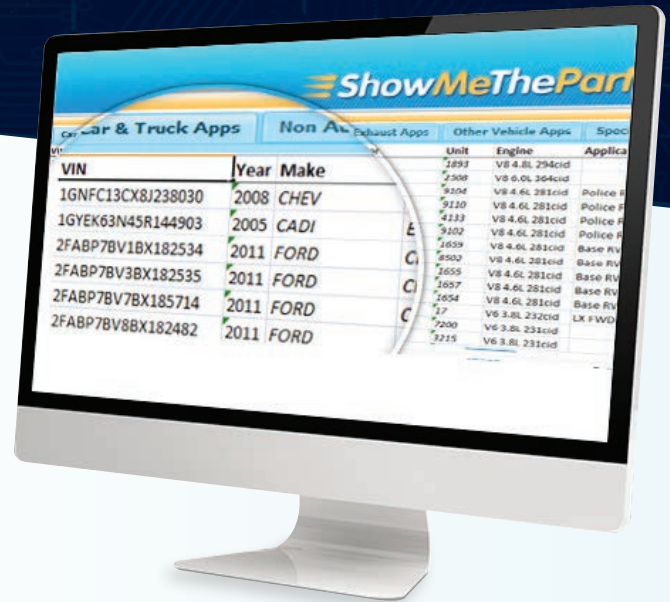 ShowMeThePart
Car & Truck Apps Non Au Exhaust Apps Other Vehicle Apps Speci
VIN Year Make
1GNFC13CX8J238030 2008 CHEV
1GYEK63N45R144903 2005 CADI
2FABP7BV1BX182534 2011 FORD
2FABP7BV3BX182535 2011 FORD
2FABP7BV7BX185714 2011 FORD
2FABP7BV8BX182482 2011 FORD
Unit Engine Applica
1893 V8 4.8L 294cid
2508 V8 6.0L 364cid
9104 V8 4.6L 281cid Police
9110 V8 4.6L 281cid Police
4133 V8 4.6L 281cid Police
9102 V8 4.6L 281cid Police
1659 V8 4.6L 281cid Base RV
8502 V8 4.6L 281cid Base RV
1655 V8 4.6L 281cid Base RV
1657 V8 4.6L 281cid Base RV
1654 V8 4.6L 281cid Base RV
17 V6 3.8L 232cid LX FWD
7200 V6 3.8L 231cid
3215 V6 3.8L 231cid